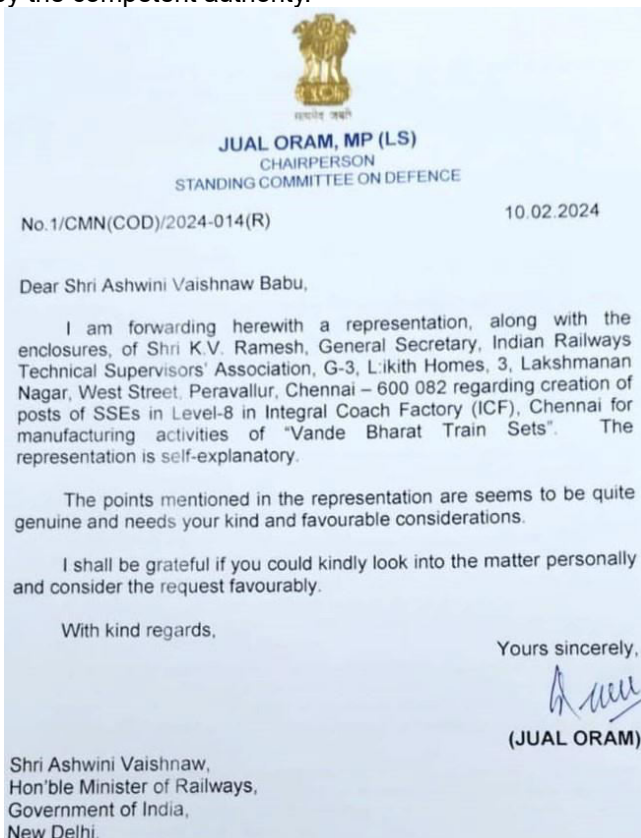 by the competent authority.
सत्यमेव जयते
JUAL ORAM, MP (LS)
CHAIRPERSON
STANDING COMMITTEE ON DEFENCE
No.1/CMN(COD)/2024-014(R)
10.02.2024
Dear Shri Ashwini Vaishnaw Babu,
I am forwarding herewith a representation, along with the
enclosures, of Shri K.V. Ramesh, General Secretary, Indian Railways
Technical Supervisors' Association, G-3, L:ikith Homes, 3, Lakshmanan
Nagar, West Street, Peravallur, Chennai – 600 082 regarding creation of
posts of SSEs in Level-8 in Integral Coach Factory (ICF), Chennai for
manufacturing activities of "Vande Bharat Train Sets". The
representation is self-explanatory.
The points mentioned in the representation are seems to be quite
genuine and needs your kind and favourable considerations.
I shall be grateful if you could kindly look into the matter personally
and consider the request favourably.
With kind regards,
Yours sincerely,
(JUAL ORAM)
Shri Ashwini Vaishnaw,
Hon'ble Minister of Railways,
Government of India,
New Delhi.